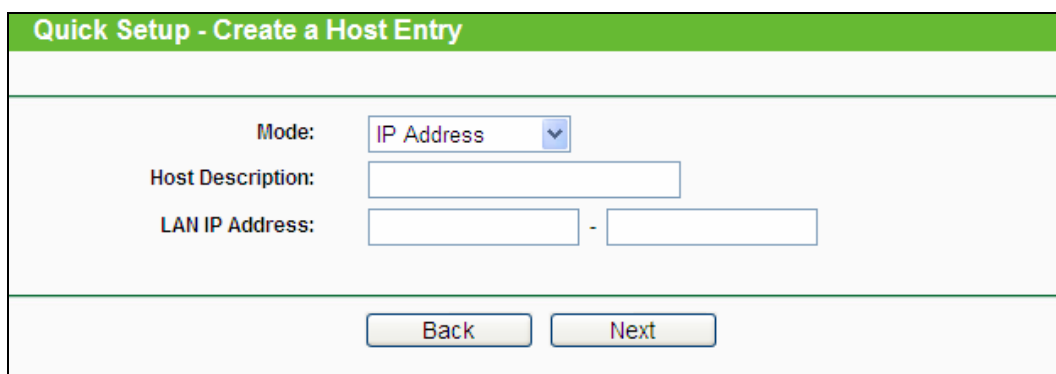 Quick Setup - Create a Host Entry
Mode: IP Address
Host Description:
LAN IP Address: -
Back Next